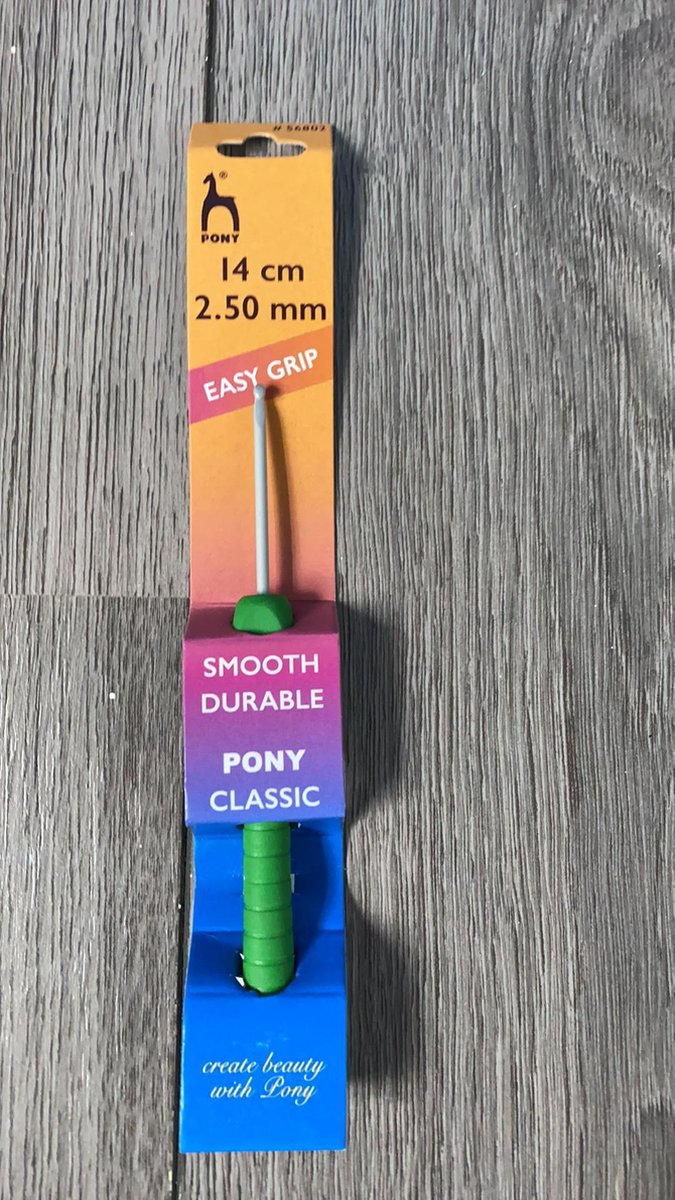 # 56802
®
PONY
14 cm
2.50 mm
EASY GRIP
SMOOTH
DURABLE
PONY
CLASSIC
create beauty
with Pony